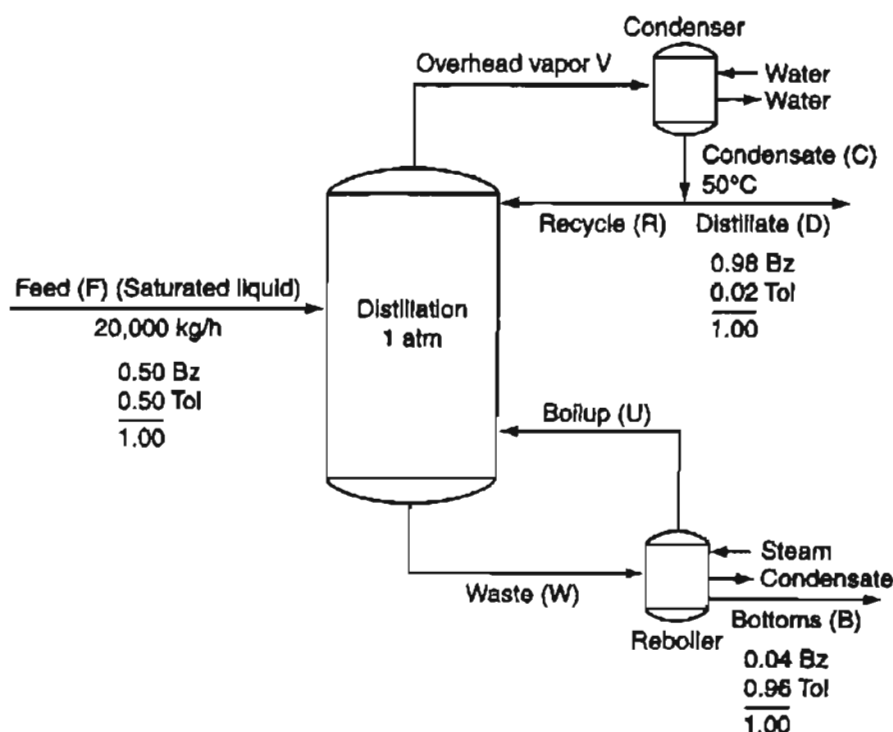 Condenser
Overhead vapor V
Water
Water
Condensate (C)
50°C
Recycle (R) Distillate (D)
0.98 Bz
0.02 Tol
1.00
Feed (F) (Saturated liquid)
20,000 kg/h
0.50 Bz
0.50 Tol
1.00
Distillation
1 atm
Boilup (U)
Steam
Condensate
Waste (W)
Bottoms (B)
Reboiler
0.04 Bz
0.96 Tol
1.00